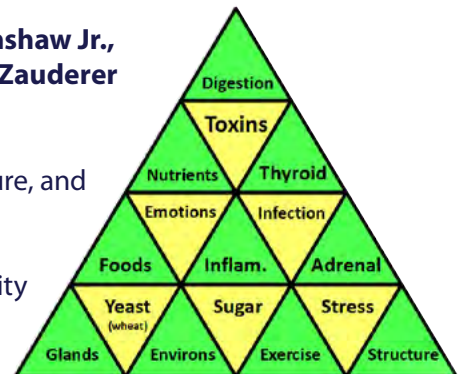 nshaw Jr.,
Zauderer
ure, and
ity
Digestion
Toxins
Nutrients Thyroid
Emotions Infection
Foods Inflam. Adrenal
Yeast Sugar Stress
(wheat)
Glands Environs Exercise Structure